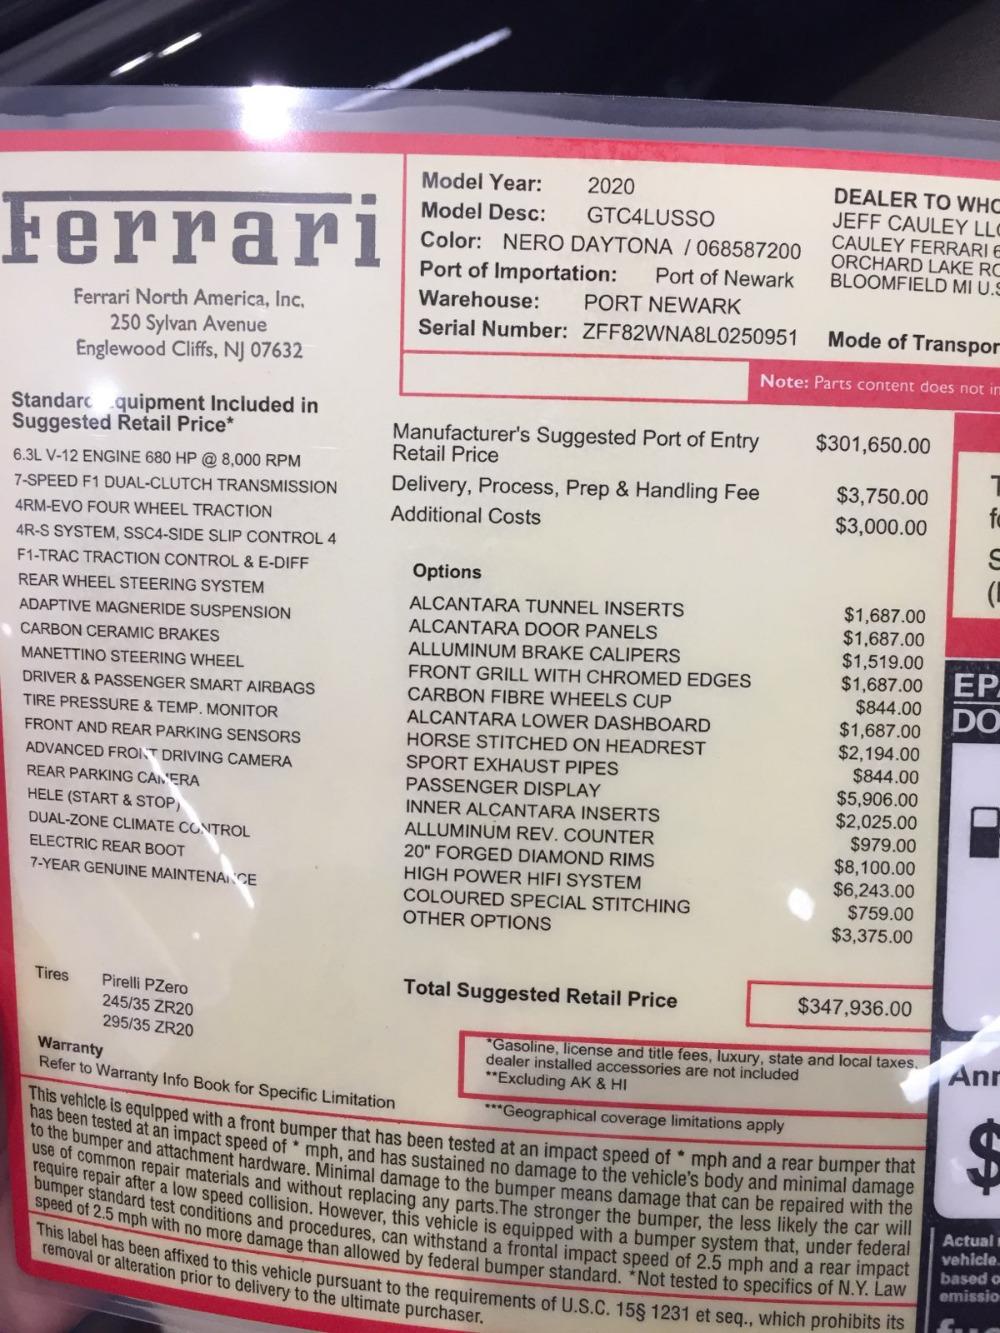 Ferrari
Ferrari North America, Inc.
250 Sylvan Avenue
Englewood Cliffs, NJ 07632
Model Year: 2020
Model Desc: GTC4LUSSO
Color: NERO DAYTONA / 068587200
Port of Importation: Port of Newark
Warehouse: PORT NEWARK
Serial Number: ZFF82WNA8L0250951
DEALER TO WHO
JEFF CAULEY LLC
CAULEY FERRARI
ORCHARD LAKE RO
BLOOMFIELD MI U.S
Mode of Transpor
Note: Parts content does not in
Standard quipment Included in
Suggested Retail Price*
6.3L V-12 ENGINE 680 HP @ 8,000 RPM
7-SPEED F1 DUAL-CLUTCH TRANSMISSION
4RM-EVO FOUR WHEEL TRACTION
4R-S SYSTEM, SSC4-SIDE SLIP CONTROL 4
F1-TRAC TRACTION CONTROL & E-DIFF
REAR WHEEL STEERING SYSTEM
ADAPTIVE MAGNERIDE SUSPENSION
CARBON CERAMIC BRAKES
MANETTINO STEERING WHEEL
DRIVER & PASSENGER SMART AIRBAGS
TIRE PRESSURE & TEMP. MONITOR
FRONT AND REAR PARKING SENSORS
ADVANCED FRONT DRIVING CAMERA
REAR PARKING CAMERA
HELE (START & STOP)
DUAL-ZONE CLIMATE CONTROL
ELECTRIC REAR BOOT
7-YEAR GENUINE MAINTENANCE
Tires Pirelli PZero
245/35 ZR20
295/35 ZR20
Warranty
Refer to Warranty Info Book for Specific Limitation
Manufacturer's Suggested Port of Entry
Retail Price $301,650.00
Delivery, Process, Prep & Handling Fee $3,750.00
Additional Costs $3,000.00
Options
ALCANTARA TUNNEL INSERTS $1,687.00
ALCANTARA DOOR PANELS $1,687.00
ALLUMINUM BRAKE CALIPERS $1,519.00
FRONT GRILL WITH CHROMED EDGES $1,687.00
CARBON FIBRE WHEELS CUP $844.00
ALCANTARA LOWER DASHBOARD $1,687.00
HORSE STITCHED ON HEADREST $2,194.00
SPORT EXHAUST PIPES $844.00
PASSENGER DISPLAY $5,906.00
INNER ALCANTARA INSERTS $2,025.00
ALLUMINUM REV. COUNTER $979.00
20" FORGED DIAMOND RIMS $8,100.00
HIGH POWER HIFI SYSTEM $6,243.00
COLOURED SPECIAL STITCHING $759.00
OTHER OPTIONS $3,375.00
Total Suggested Retail Price $347,936.00
*Gasoline, license and title fees, luxury, state and local taxes,
dealer installed accessories are not included
**Excluding AK & HI
***Geographical coverage limitations apply
This vehicle is equipped with a front bumper that has been tested at an impact speed of * mph and a rear bumper that
has been tested at an impact speed of * mph, and has sustained no damage to the vehicle's body and minimal damage
to the bumper and attachment hardware. Minimal damage to the bumper means damage that can be repaired with the
use of common repair materials and without replacing any parts.The stronger the bumper, the less likely the car will
require repair after a low speed collision. However, this vehicle is equipped with a bumper system that, under federal
bumper standard test conditions and procedures, can withstand a frontal impact speed of 2.5 mph and a rear impact
speed of 2.5 mph with no more damage than allowed by federal bumper standard. *Not tested to specifics of N.Y. Law
This label has been affixed to this vehicle pursuant to the requirements of U.S.C. 15§ 1231 et seq., which prohibits its
removal or alteration prior to delivery to the ultimate purchaser.
EPA
DO
Ann
$
Actual
vehicle.
based o
emissio